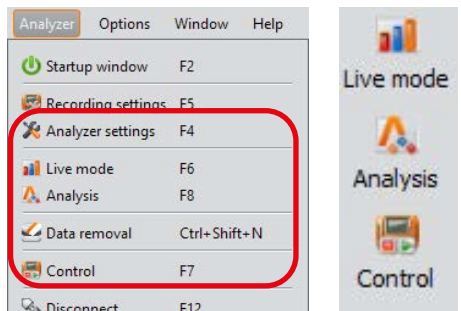 Analyzer Options Window Help
Startup window F2
Recording settings F5
Analyzer settings F4
Live mode F6
Analysis F8
Data removal Ctrl+Shift+N
Control F7
Disconnect F12
Live mode
Analysis
Control